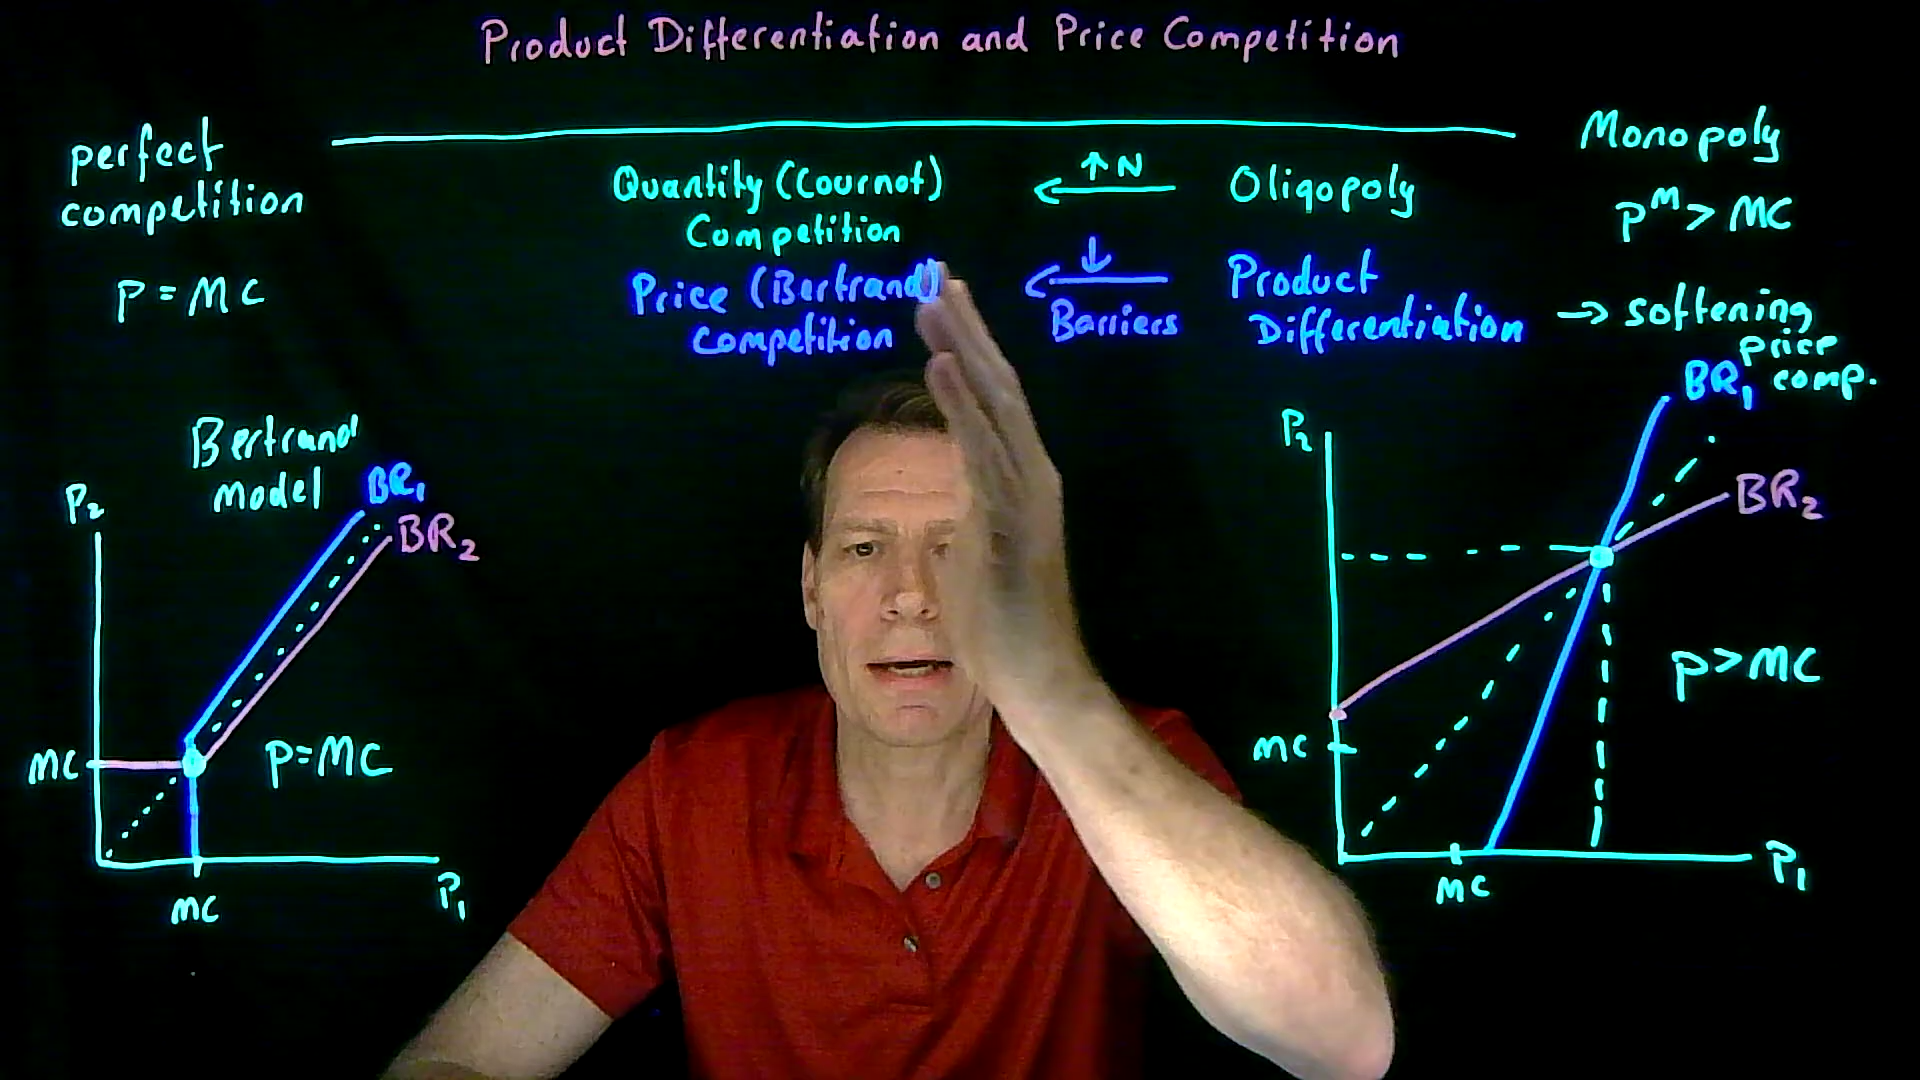 Product Differentiation and Price Competition
perfect
competition
P = MC
Quantity (Cournot)
Competition
Price (Bertrand)
Competition
↑ N
↓
Barriers
Oligopoly
Product
Differentiation
→ softening
price
comp.
Monopoly
P^M > MC
Bertrand
model
P₂
BR₁
BR₂
MC
P=MC
MC
P₁
P₂
BR₁
BR₂
MC
P>MC
MC
P₁